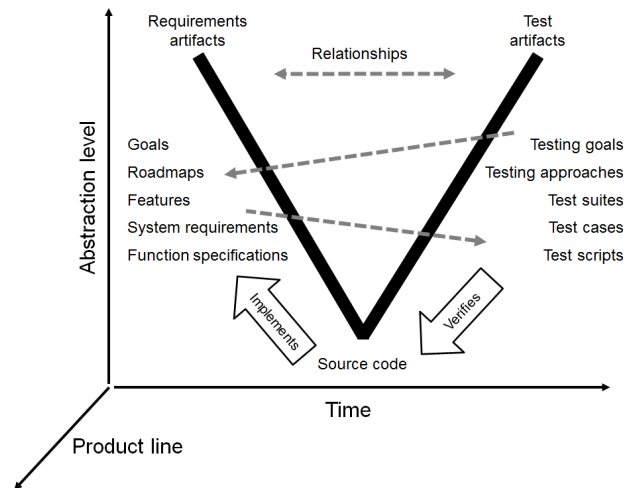 Requirements
artifacts
Test
artifacts
Relationships
Abstraction level
Goals
Roadmaps
Features
System requirements
Function specifications
Testing goals
Testing approaches
Test suites
Test cases
Test scripts
Implements
Verifies
Source code
Time
Product line